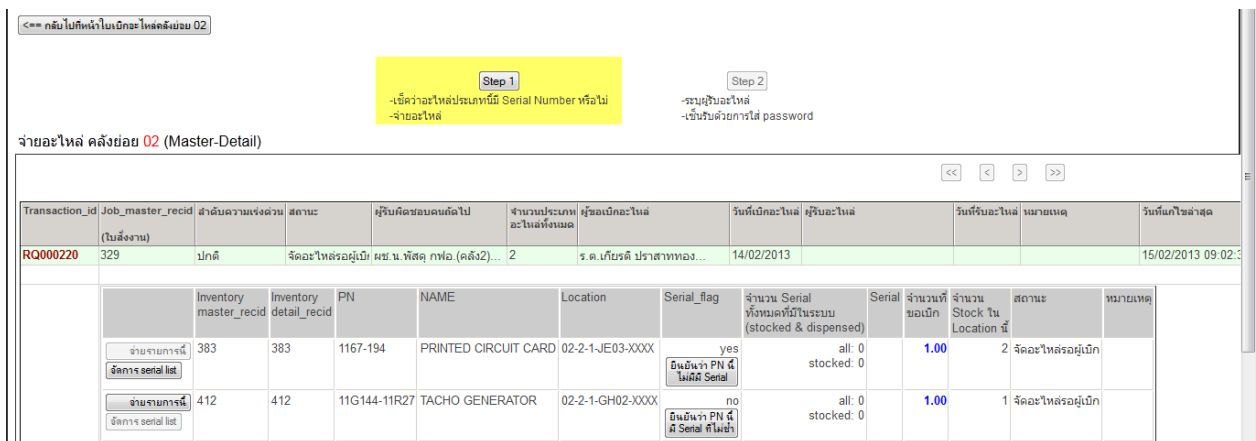 <== กลับไปที่หน้าใบเบิกอะไหล่คลังย่อย 02
Step 1
-เช็คว่าอะไหล่ประเภทนี้มี Serial Number หรือไม่
-จ่ายอะไหล่
Step 2
-ระบุผู้รับอะไหล่
-เซ็นรับด้วยการใส่ password
จ่ายอะไหล่ คลังย่อย 02 (Master-Detail)
<< < > >>
Transaction_id Job_master_recid (ใบสั่งงาน) ลำดับความเร่งด่วน สถานะ ผู้รับผิดชอบคนถัดไป จำนวนประเภทอะไหล่ทั้งหมด ผู้ขอเบิกอะไหล่ วันที่เบิกอะไหล่ ผู้รับอะไหล่ วันที่รับอะไหล่ หมายเหตุ วันที่แก้ไขล่าสุด
RQ000220 329 ปกติ จัดอะไหล่รอผู้เบิ ผช.น.พัสดุ กฟอ.(คลัง2)... 2 ร.ต.เกียรติ ปราสาททอง... 14/02/2013 15/02/2013 09:02:3
Inventory master_recid Inventory detail_recid PN NAME Location Serial_flag จำนวน Serial ทั้งหมดที่มีในระบบ (stocked & dispensed) Serial จำนวนที่ขอเบิก จำนวน Stock ใน Location นี้ สถานะ หมายเหตุ
จ่ายรายการนี้ 383 383 1167-194 PRINTED CIRCUIT CARD 02-2-1-JE03-XXXX yes all: 0 1.00 2 จัดอะไหล่รอผู้เบิก
จัดการ serial list ยืนยันว่า PN นี้ ไม่มีมี Serial stocked: 0
จ่ายรายการนี้ 412 412 11G144-11R27 TACHO GENERATOR 02-2-1-GH02-XXXX no all: 0 1.00 1 จัดอะไหล่รอผู้เบิก
จัดการ serial list ยืนยันว่า PN นี้ มี Serial ที่ไม่ซ้ำ stocked: 0